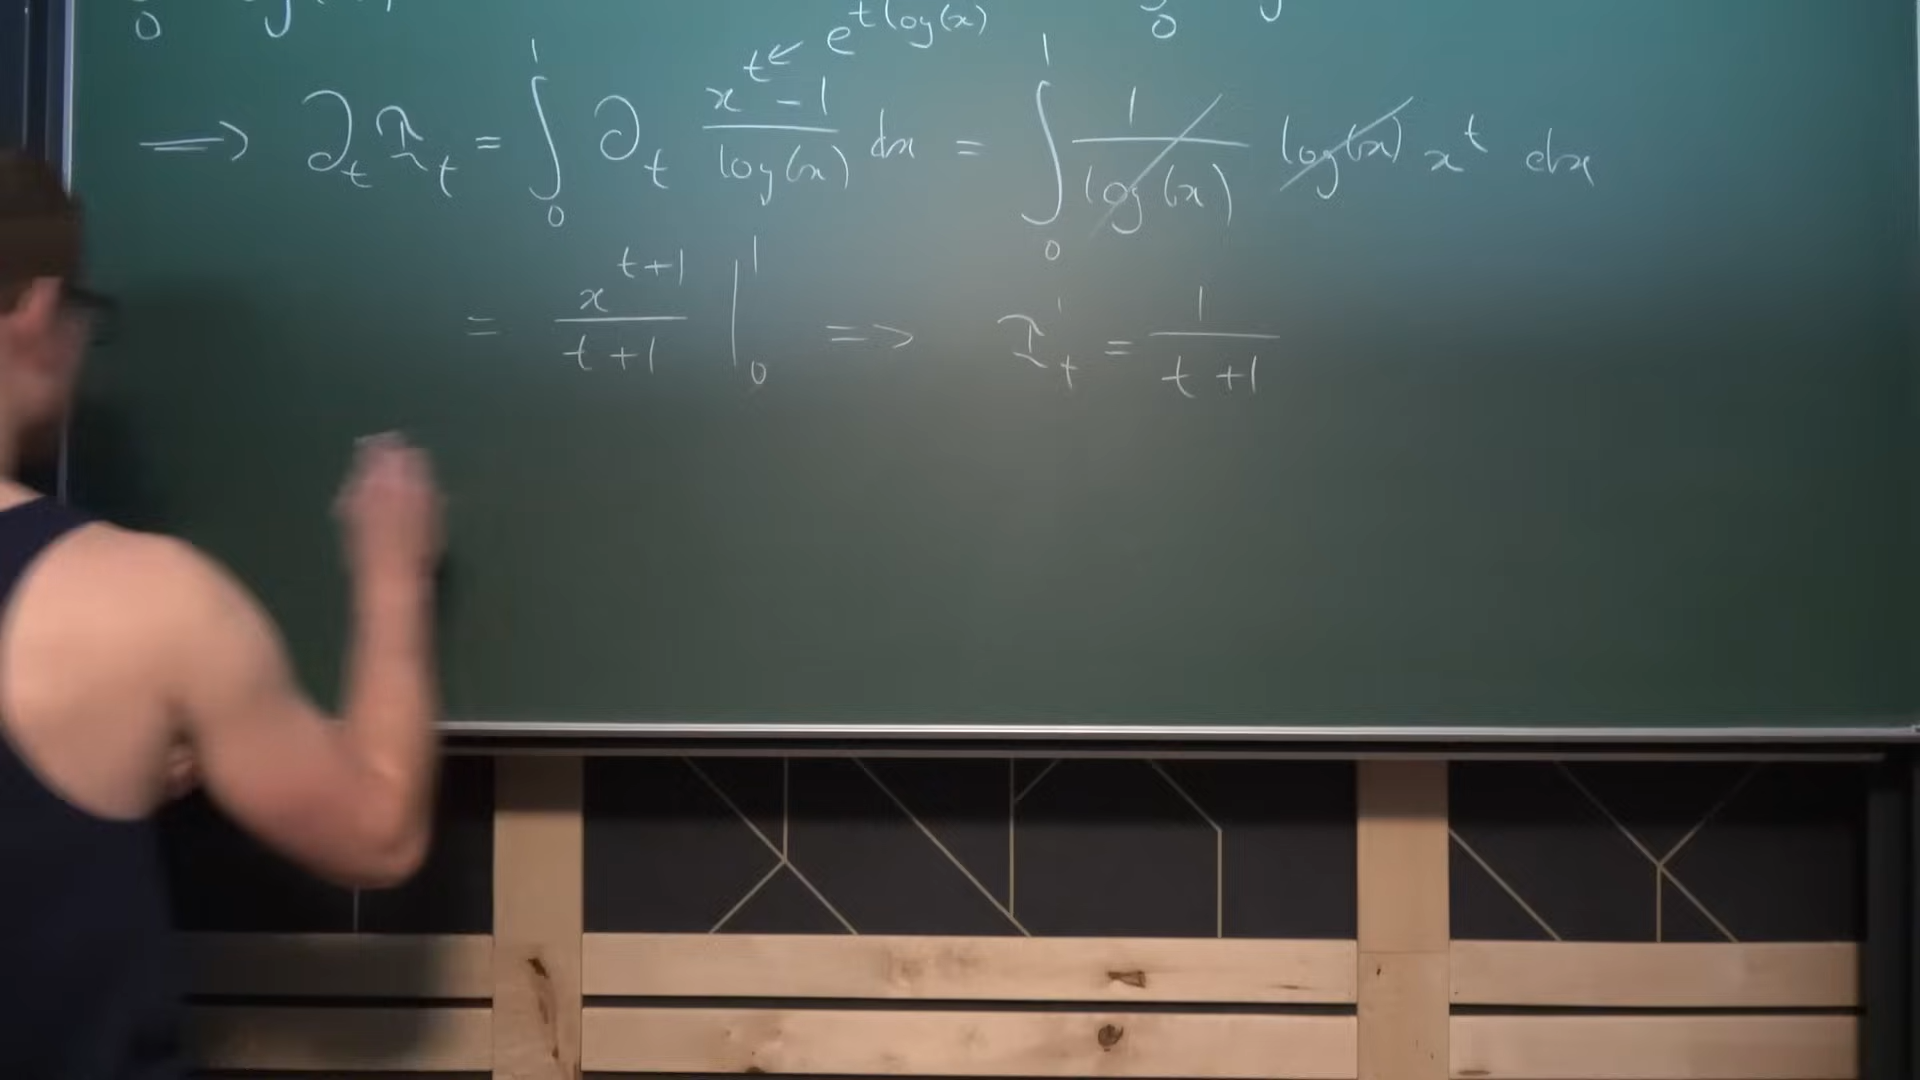 e^{t log(x)}
⟹ ∂_t I_t = ∫_0^1 ∂_t (x^t - 1)/(log(x)) dx = ∫_0^1 1/(log(x)) log(x) x^t dx
= x^{t+1}/(t+1) |_0^1 ⟹ I'_t = 1/(t+1)